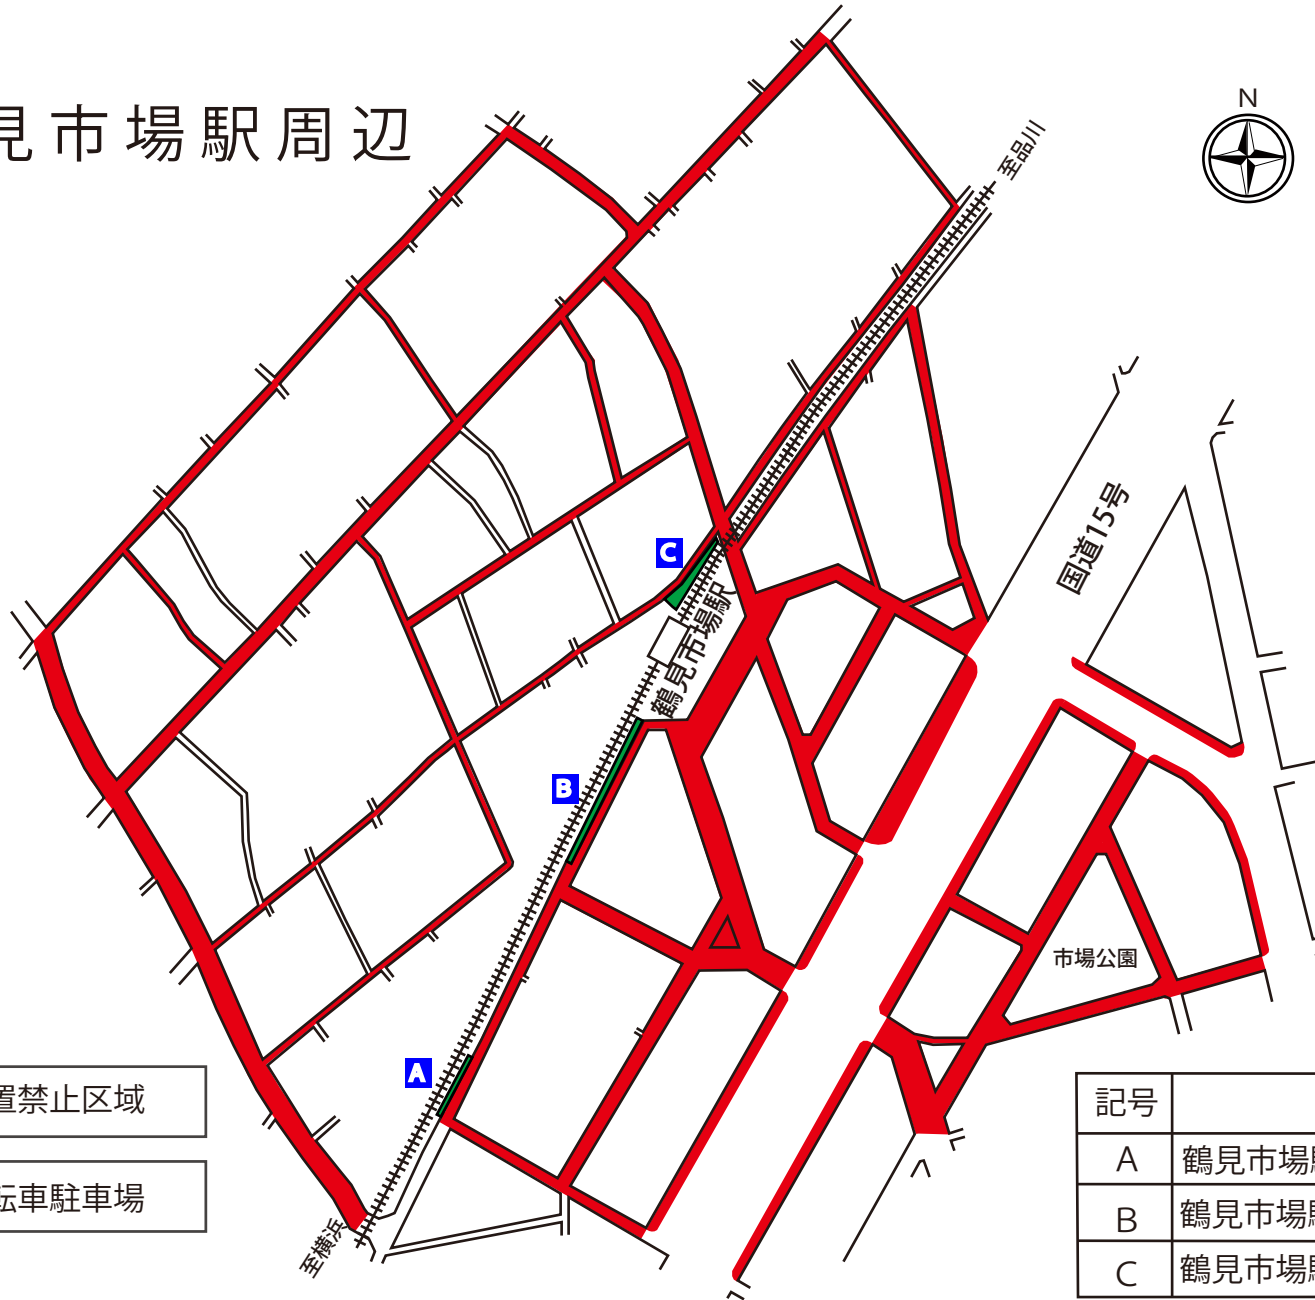 見市場駅周辺
N
至品川
国道15号
C
鶴見市場駅
B
市場公園
A
置禁止区域
転車駐車場
至横浜
記号
A 鶴見市場
B 鶴見市場
C 鶴見市場